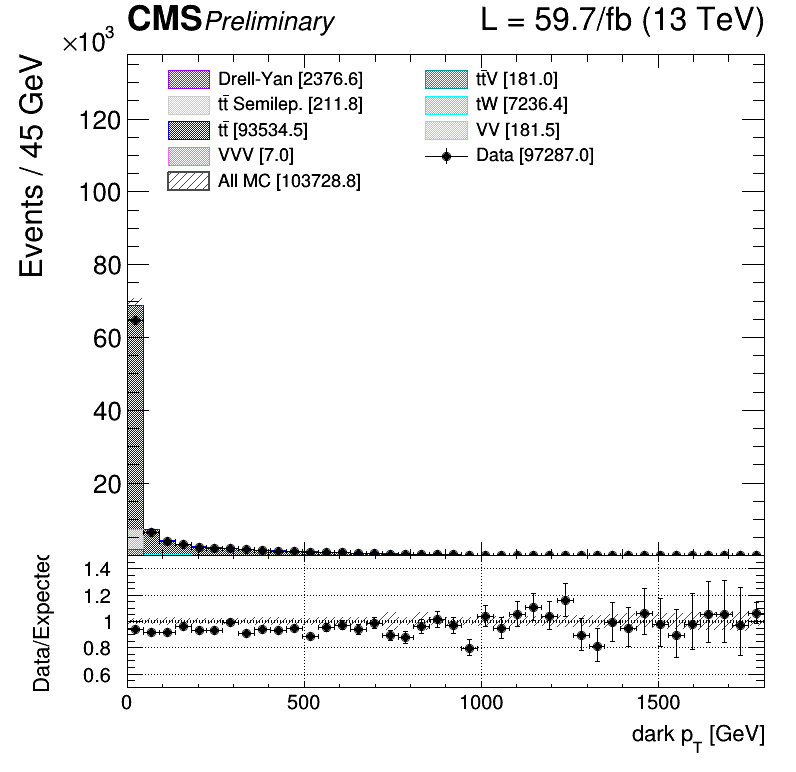 CMS Preliminary L = 59.7/fb (13 TeV)
×10³
Events / 45 GeV
Drell-Yan [2376.6]
tt̄ Semilep. [211.8]
tt̄ [93534.5]
VVV [7.0]
All MC [103728.8]
tt̄V [181.0]
tW [7236.4]
VV [181.5]
Data [97287.0]
120
100
80
60
40
20
Data/Expected
1.4
1.2
1
0.8
0.6
0 500 1000 1500
dark p_T [GeV]